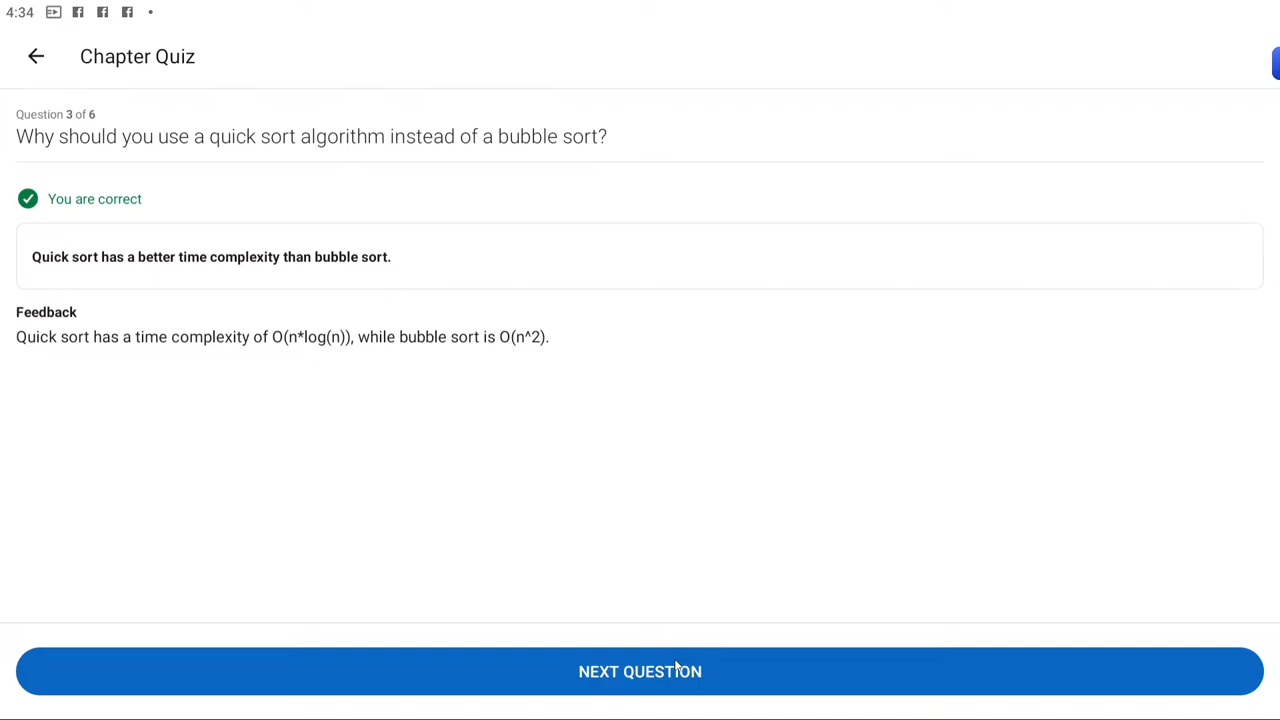 4:34
Chapter Quiz
Question 3 of 6
Why should you use a quick sort algorithm instead of a bubble sort?
You are correct
Quick sort has a better time complexity than bubble sort.
Feedback
Quick sort has a time complexity of O(n*log(n)), while bubble sort is O(n^2).
NEXT QUESTION